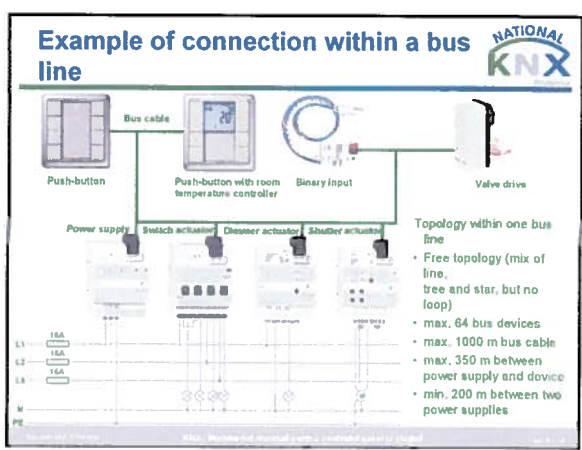 Example of connection within a bus
line
NATIONAL
KNX
Bus cable
Push-button
Push-button with room
temperature controller
Binary input
Valve drive
Power supply
Switch actuator
Dimmer actuator
Shutter actuator
Topology within one bus
line
• Free topology (mix of
line,
tree and star, but no
loop)
• max. 64 bus devices
• max. 1000 m bus cable
• max. 350 m between
power supply and device
• min. 200 m between two
power supplies
L1
16A
L2
16A
L3
16A
N
PE